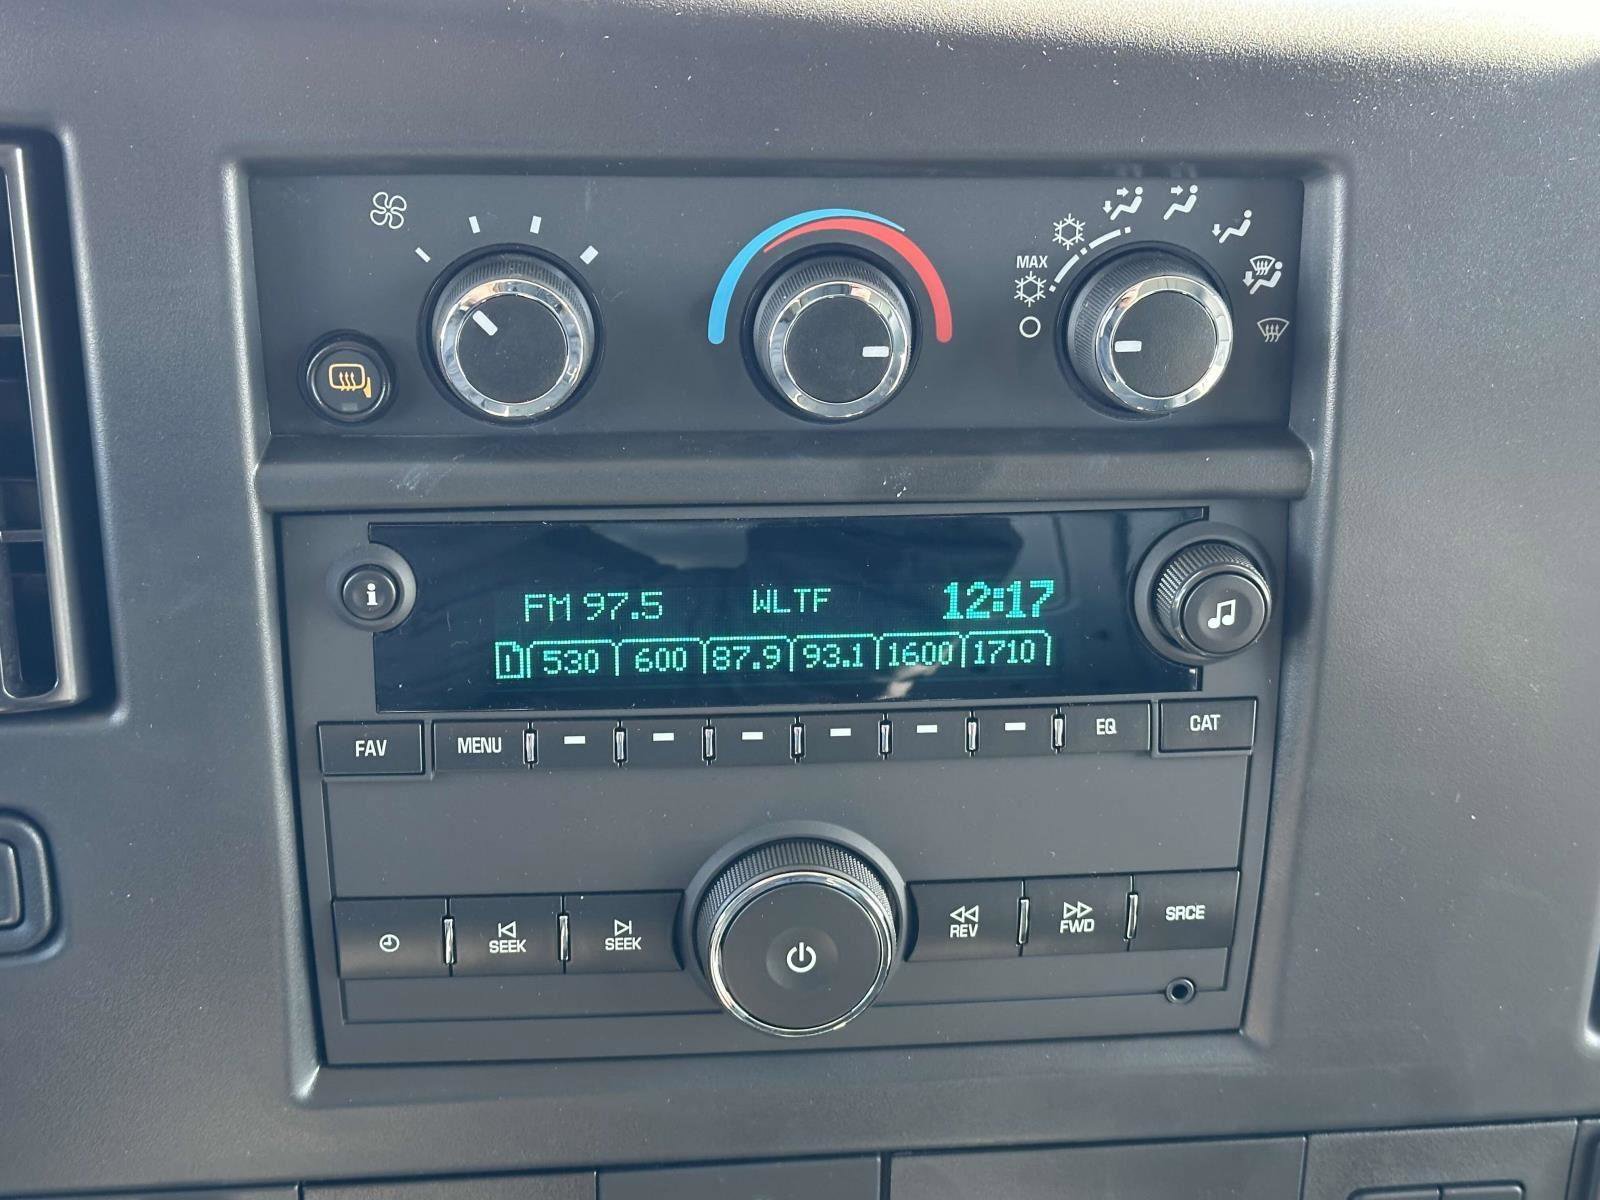 MAX
FM 97.5 WLTF 12:17
1 530 600 87.9 93.1 1600 1710
i
FAV MENU EQ CAT
SEEK SEEK REV FWD SRCE